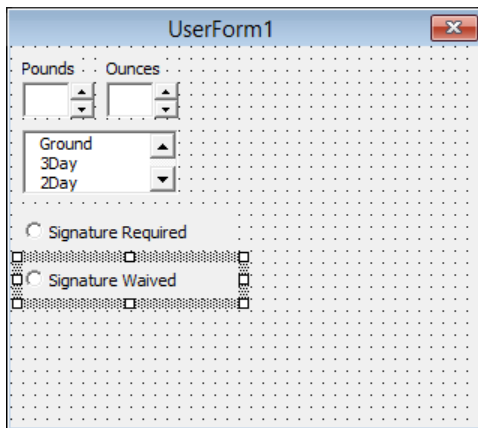 UserForm1
Pounds Ounces
Ground
3Day
2Day
Signature Required
Signature Waived